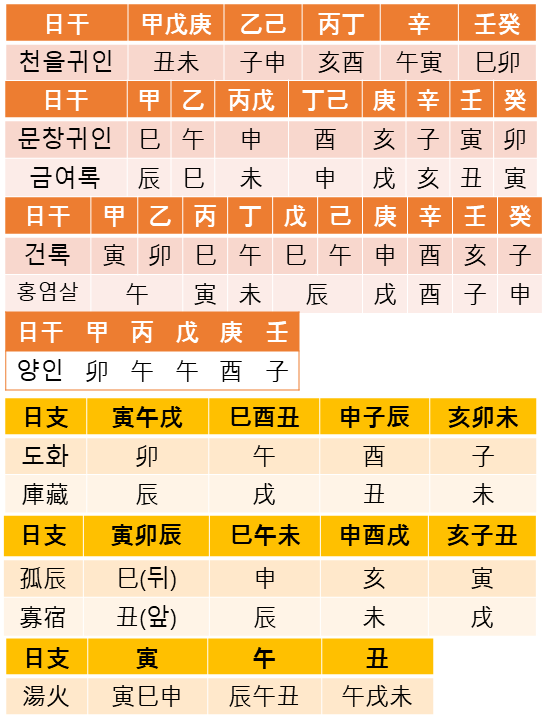 日干 甲戊庚 乙己 丙丁 辛 壬癸
천을귀인 丑未 子申 亥酉 午寅 巳卯
日干 甲 乙 丙戊 丁己 庚 辛 壬 癸
문창귀인 巳 午 申 酉 亥 子 寅 卯
금여록 辰 巳 未 申 戌 亥 丑 寅
日干 甲 乙 丙 丁 戊 己 庚 辛 壬 癸
건록 寅 卯 巳 午 巳 午 申 酉 亥 子
홍염살 午 寅 未 辰 戌 酉 子 申
日干 甲 丙 戊 庚 壬
양인 卯 午 午 酉 子
日支 寅午戌 巳酉丑 申子辰 亥卯未
도화 卯 午 酉 子
庫藏 辰 戌 丑 未
日支 寅卯辰 巳午未 申酉戌 亥子丑
孤辰 巳(뒤) 申 亥 寅
寡宿 丑(앞) 辰 未 戌
日支 寅 午 丑
湯火 寅巳申 辰午丑 午戌未